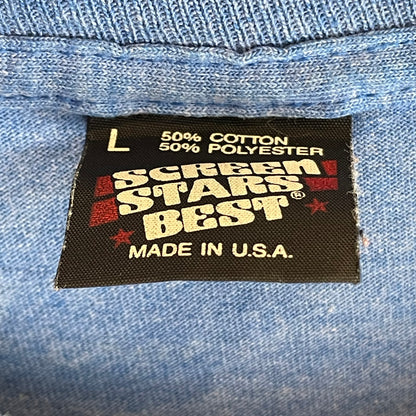 L 50% COTTON
50% POLYESTER
SCREEN
STARS
BEST®
MADE IN U.S.A.